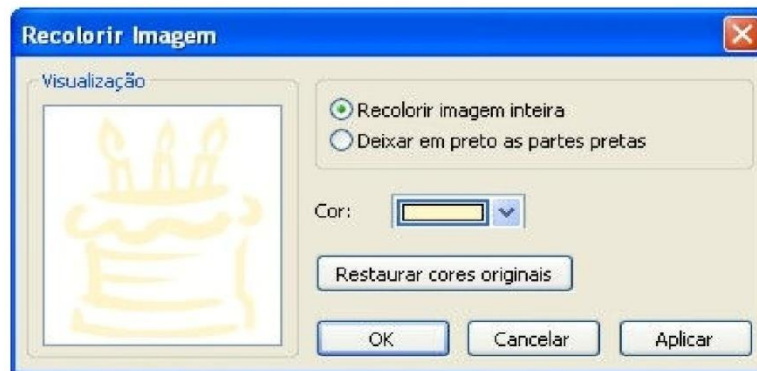 Recolorir Imagem
Visualização
Recolorir imagem inteira
Deixar em preto as partes pretas
Cor:
Restaurar cores originais
OK
Cancelar
Aplicar